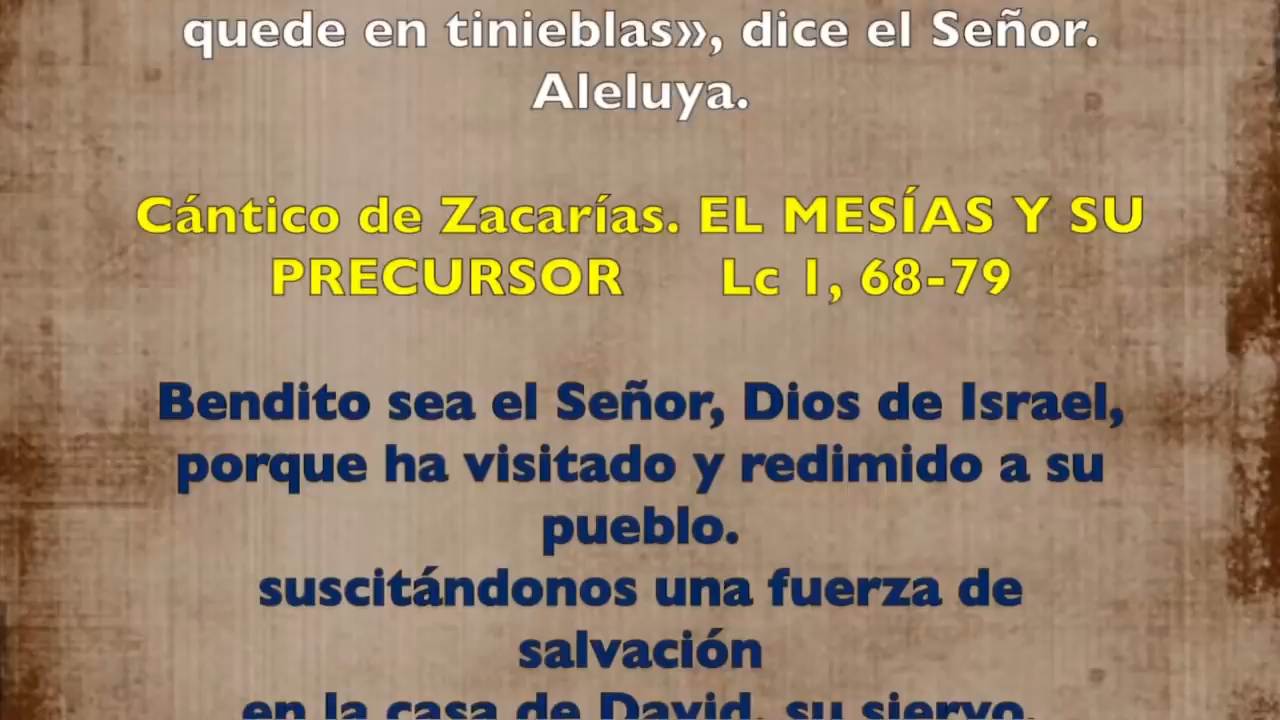 quede en tinieblas», dice el Señor.
Aleluya.
Cántico de Zacarías. EL MESÍAS Y SU
PRECURSOR Lc 1, 68-79
Bendito sea el Señor, Dios de Israel,
porque ha visitado y redimido a su
pueblo.
suscitándonos una fuerza de
salvación
en la casa de David, su siervo,